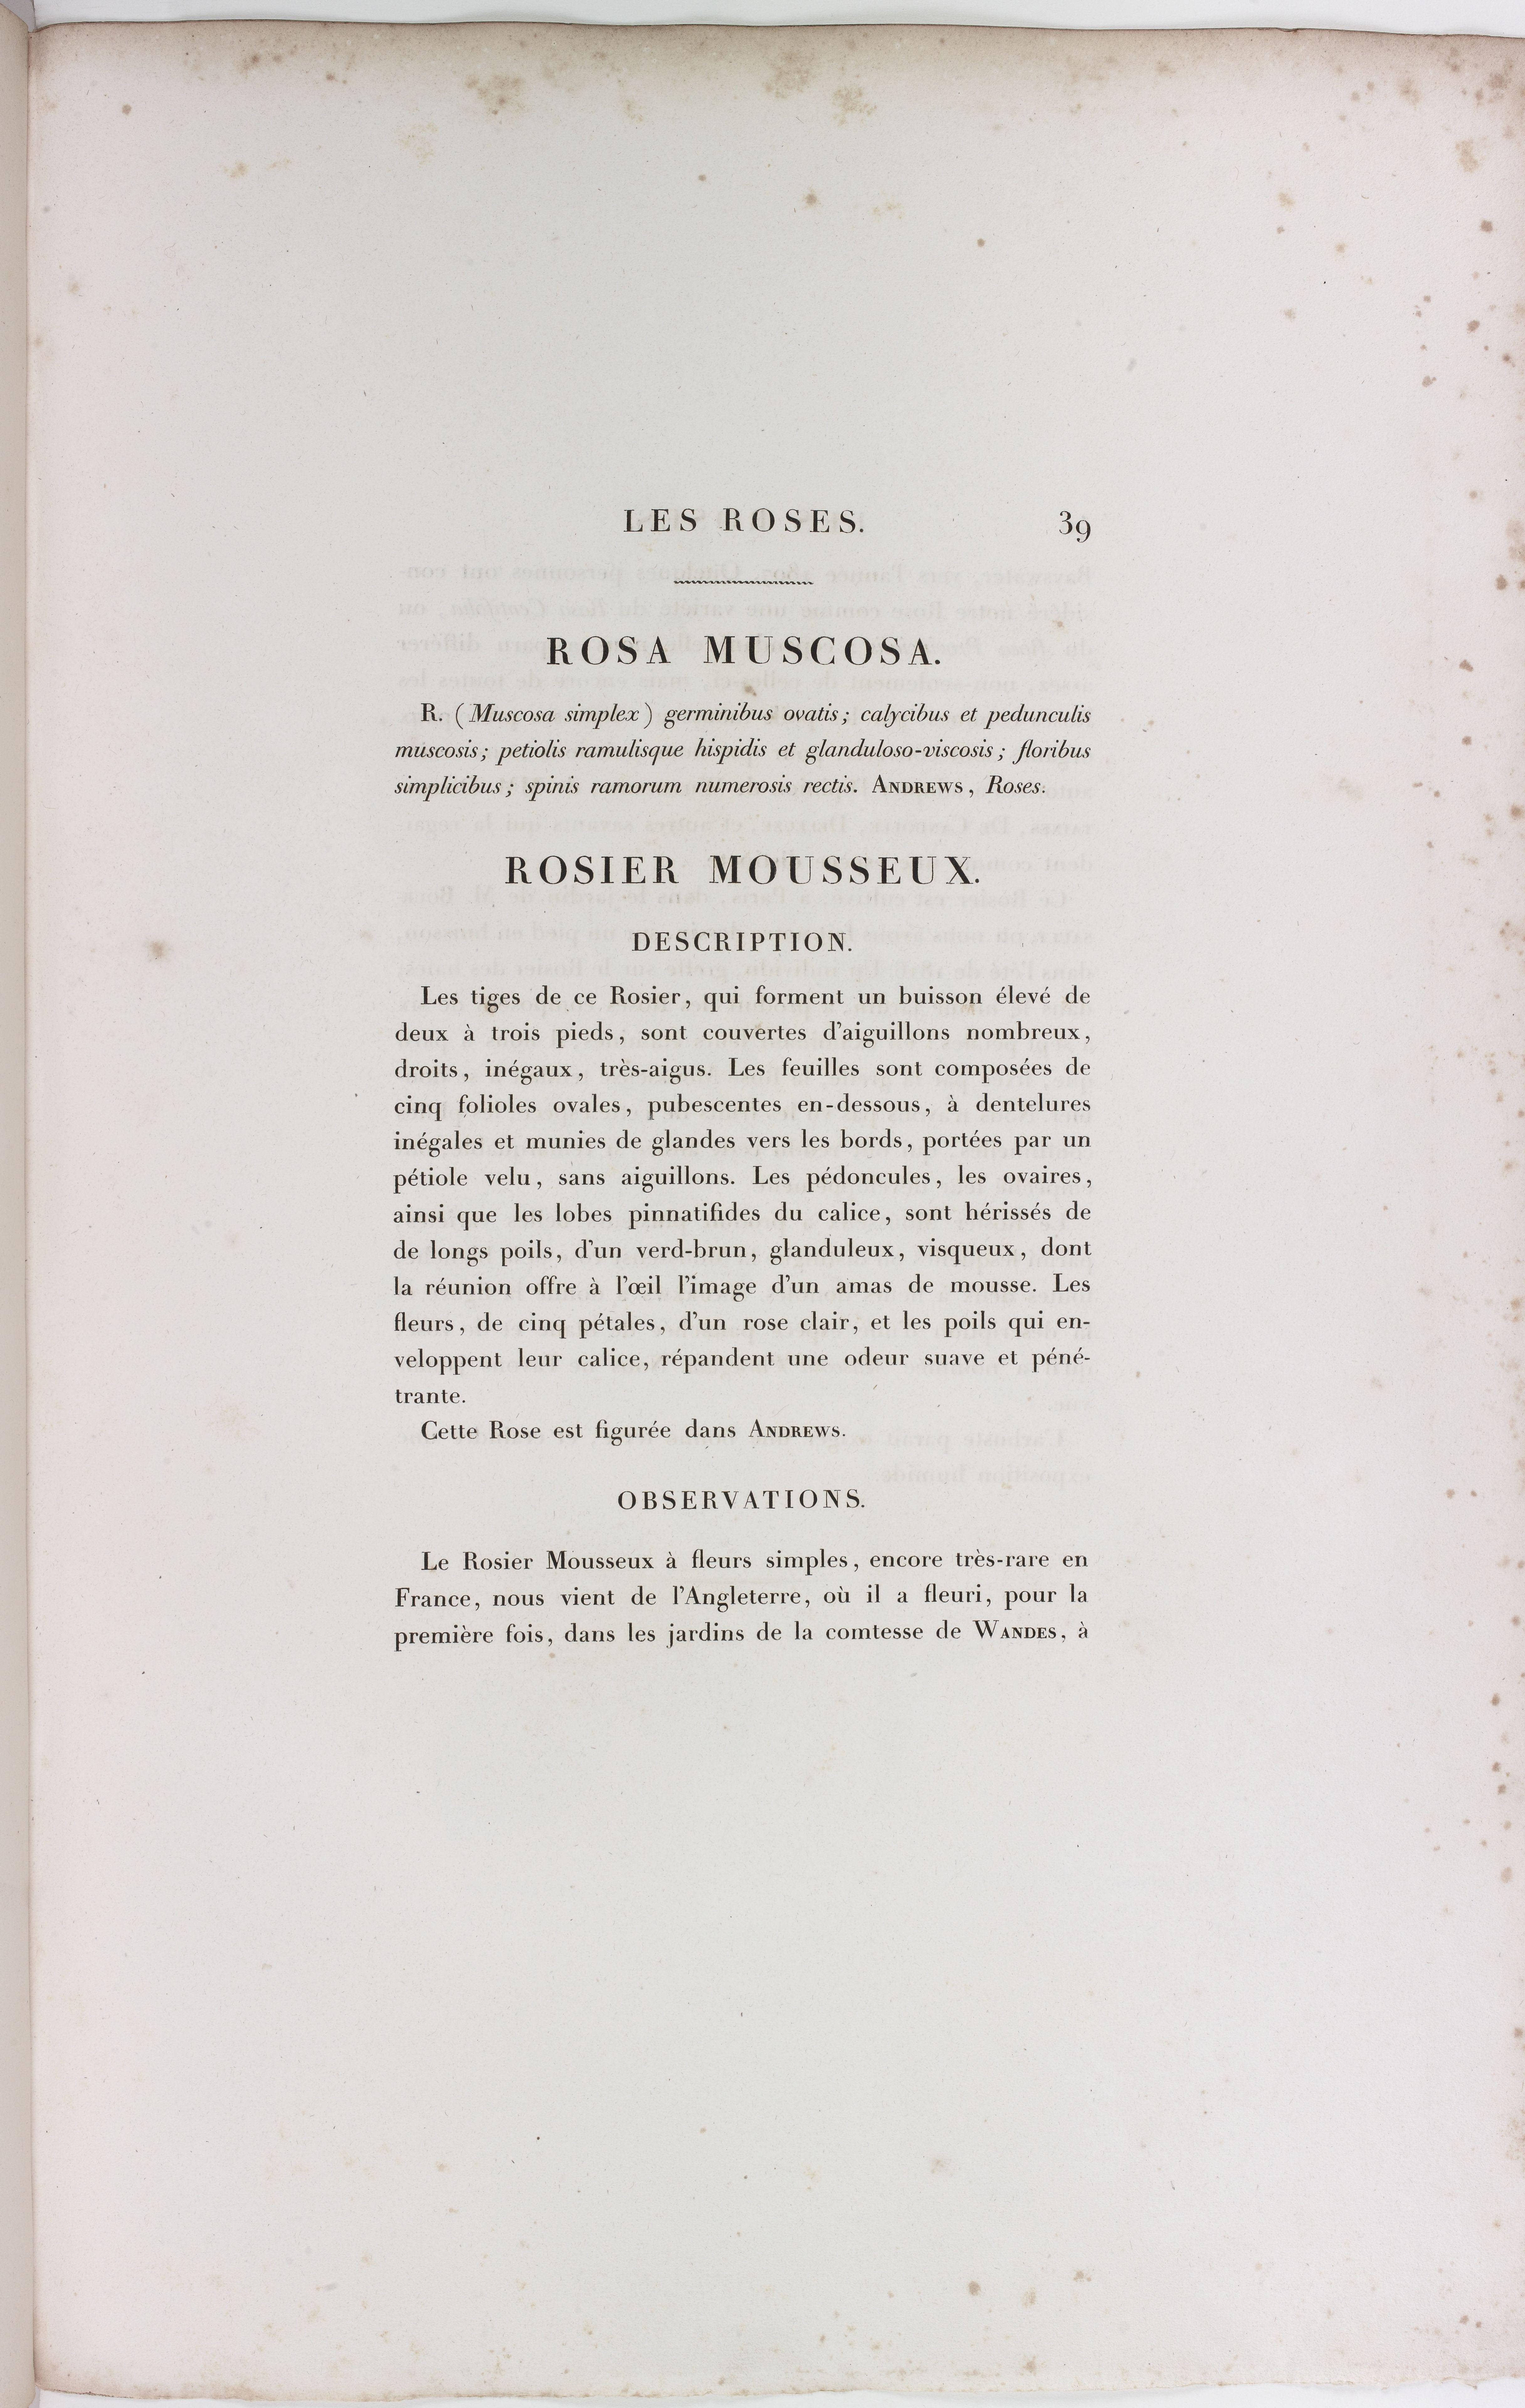 LES ROSES. 39
ROSA MUSCOSA.
R. (Muscosa simplex) germinibus ovatis; calycibus et pedunculis
muscosis; petiolis ramulisque hispidis et glanduloso-viscosis; floribus
simplicibus; spinis ramorum numerosis rectis. ANDREWS, Roses.
ROSIER MOUSSEUX.
DESCRIPTION.
Les tiges de ce Rosier, qui forment un buisson élevé de
deux à trois pieds, sont couvertes d'aiguillons nombreux,
droits, inégaux, très-aigus. Les feuilles sont composées de
cinq folioles ovales, pubescentes en-dessous, à dentelures
inégales et munies de glandes vers les bords, portées par un
pétiole velu, sans aiguillons. Les pédoncules, les ovaires,
ainsi que les lobes pinnatifides du calice, sont hérissés de
de longs poils, d'un verd-brun, glanduleux, visqueux, dont
la réunion offre à l'œil l'image d'un amas de mousse. Les
fleurs, de cinq pétales, d'un rose clair, et les poils qui en-
veloppent leur calice, répandent une odeur suave et péné-
trante.
Cette Rose est figurée dans ANDREWS.
OBSERVATIONS.
Le Rosier Mousseux à fleurs simples, encore très-rare en
France, nous vient de l'Angleterre, où il a fleuri, pour la
première fois, dans les jardins de la comtesse de WANDES, à